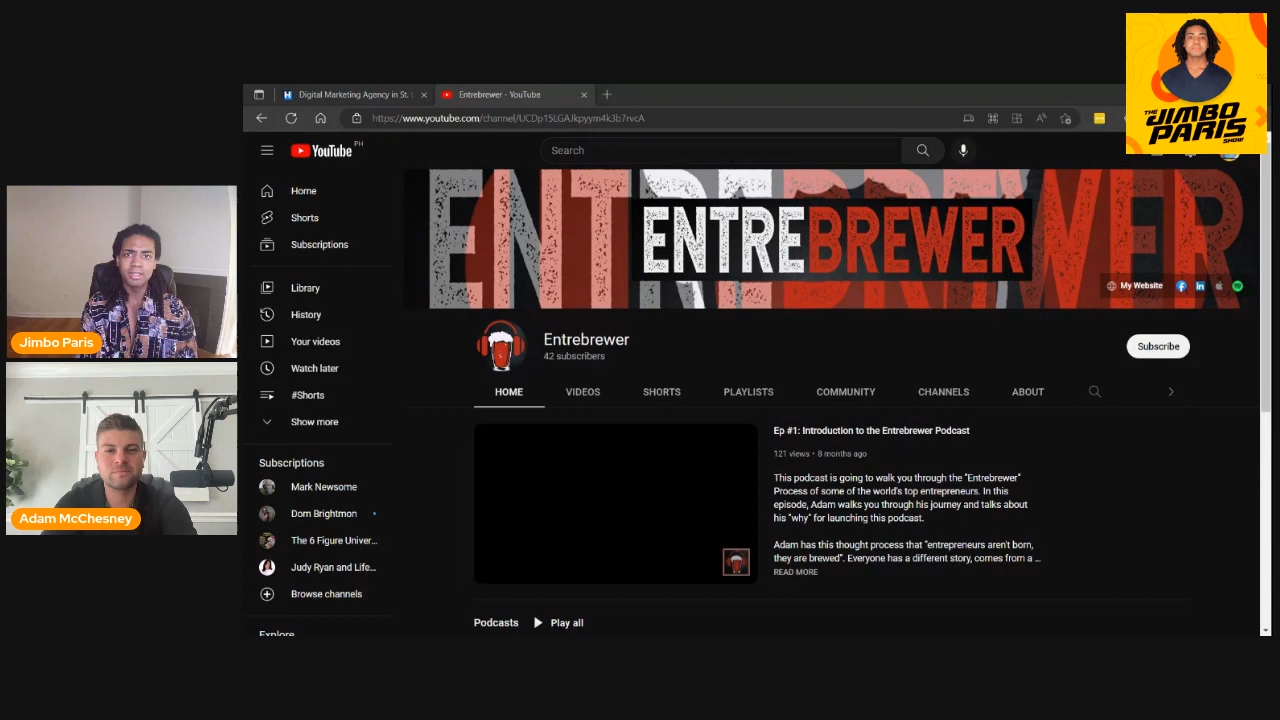 THE
JIMBO
PARIS
SHOW
Digital Marketing Agency in St.
Entrebrewer - YouTube
https://www.youtube.com/channel/UCDp15LGAJkpyym4k3b7rvcA
YouTube PH
Search
Home
Shorts
Subscriptions
Library
History
Your videos
Watch later
#Shorts
Show more
Subscriptions
Mark Newsome
Dom Brightmon
The 6 Figure Univer...
Judy Ryan and Life...
Browse channels
Explore
ENTREBREWER
ENTREBREWER
My Website
Entrebrewer
42 subscribers
Subscribe
HOME
VIDEOS
SHORTS
PLAYLISTS
COMMUNITY
CHANNELS
ABOUT
Ep #1: Introduction to the Entrebrewer Podcast
121 views • 8 months ago
This podcast is going to walk you through the "Entrebrewer"
Process of some of the world's top entrepreneurs. In this
episode, Adam walks you through his journey and talks about
his "why" for launching this podcast.
Adam has this thought process that "entrepreneurs aren't born,
they are brewed". Everyone has a different story, comes from a ...
READ MORE
Podcasts
Play all
Jimbo Paris
Adam McChesney